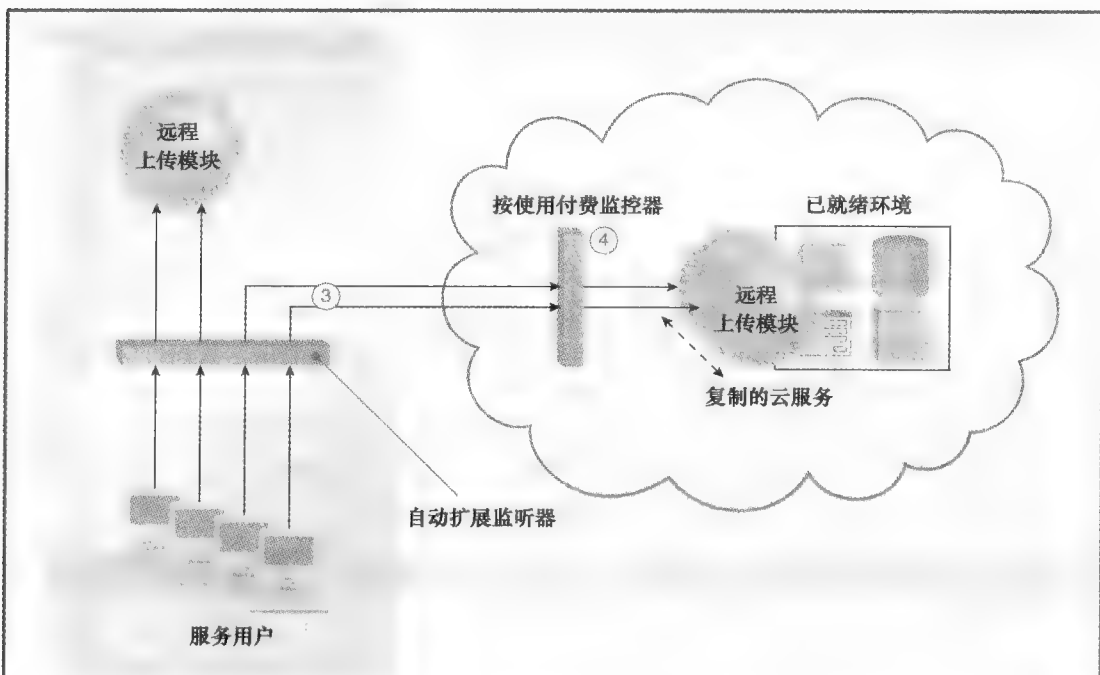 远程
上传模块
按使用付费监控器
已就绪环境
④
③
远程
上传模块
复制的云服务
自动扩展监听器
服务用户